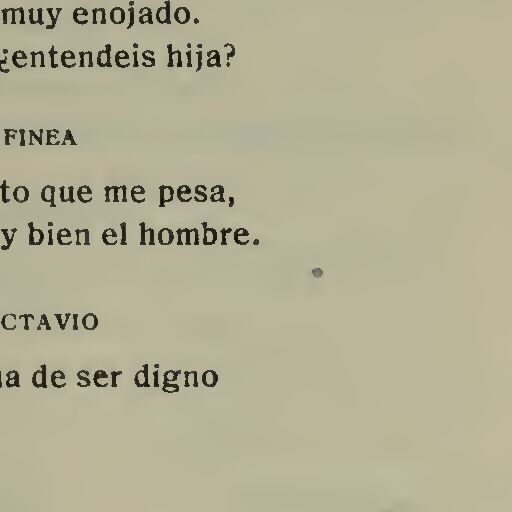 muy enojado.
¿entendeis hija?
FINEA
to que me pesa,
y bien el hombre.
CTAVIO
a de ser digno